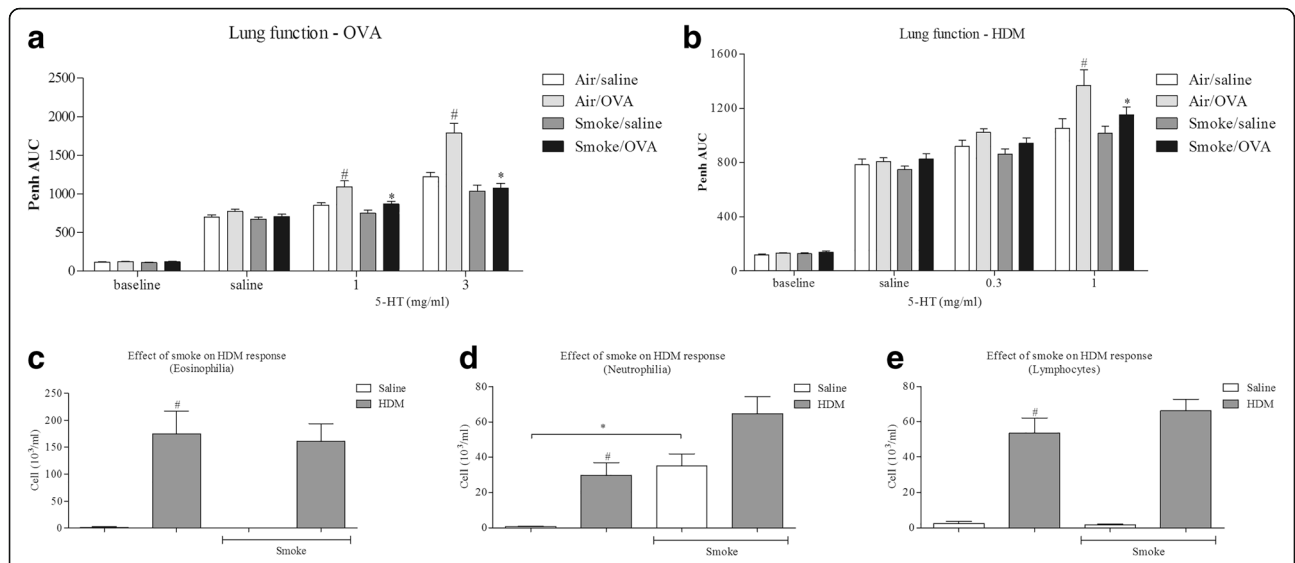 a
Lung function - OVA
Penh AUC
2500
2000
1500
1000
500
0
#
#
*
*
baseline
saline
1
3
5-HT (mg/ml)
Air/saline
Air/OVA
Smoke/saline
Smoke/OVA
b
Lung function - HDM
Penh AUC
1600
1200
800
400
0
#
*
baseline
saline
0.3
1
5-HT (mg/ml)
Air/saline
Air/OVA
Smoke/saline
Smoke/OVA
c
Effect of smoke on HDM response
(Eosinophilia)
Cell (10³/ml)
250
200
150
100
50
0
#
Smoke
Saline
HDM
d
Effect of smoke on HDM response
(Neutrophilia)
Cell (10³/ml)
80
60
40
20
0
*
#
Smoke
Saline
HDM
e
Effect of smoke on HDM response
(Lymphocytes)
Cell (10³/ml)
80
60
40
20
0
#
Smoke
Saline
HDM